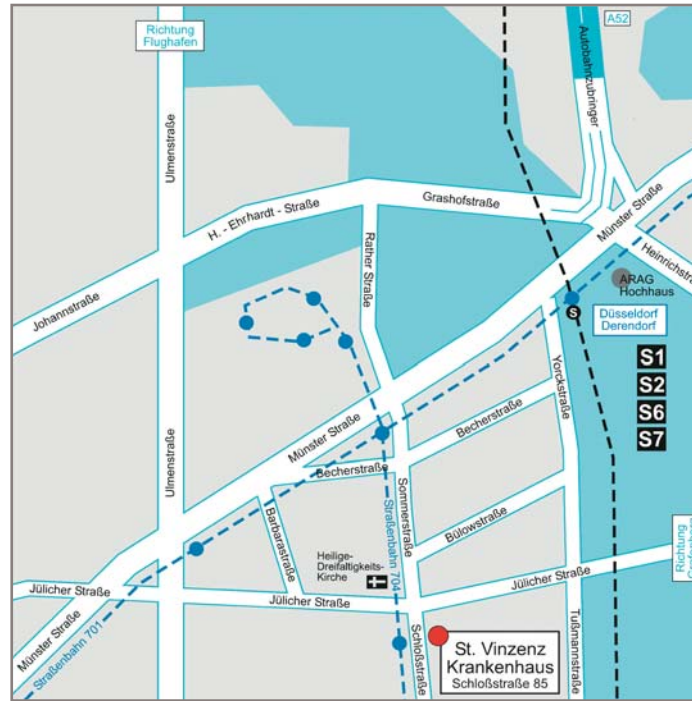 A52
Richtung
Flughafen
Autobahnzubringer
Ulmenstraße
Grashofstraße
Münster Straße
H. - Ehrhardt - Straße
Rather Straße
Heinrichstr
ARAG
Hochhaus
Johannstraße
S
Düsseldorf
Derendorf
S1
S2
S6
S7
Yorckstraße
Becherstraße
Münster Straße
Ulmenstraße
Becherstraße
Sommerstraße
Barbarastraße
Straßenbahn 704
Bülowstraße
Richtung
Heilige-
Dreifaltigkeits-
Kirche
Jülicher Straße
Jülicher Straße
Jülicher Straße
Münster Straße
Straßenbahn 701
Schloßstraße
Tußmannstraße
St. Vinzenz
Krankenhaus
Schloßstraße 85